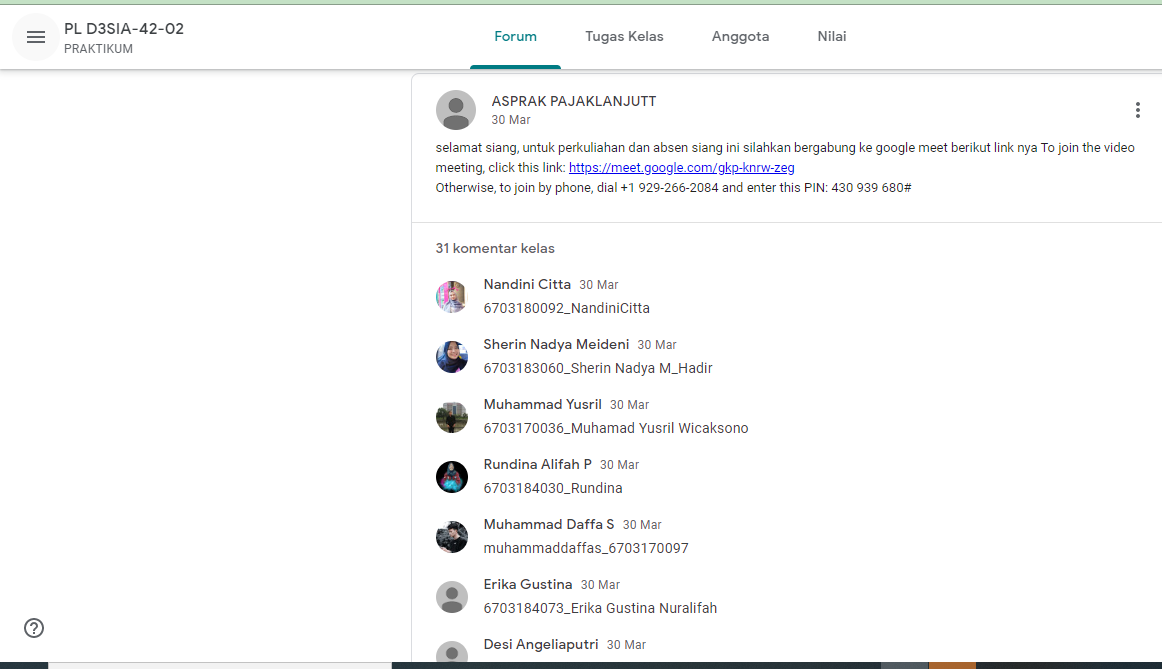 PL D3SIA-42-02
PRAKTIKUM
Forum
Tugas Kelas
Anggota
Nilai
ASPRAK PAJAKLANJUTT
30 Mar
selamat siang, untuk perkuliahan dan absen siang ini silahkan bergabung ke google meet berikut link nya To join the video
meeting, click this link: https://meet.google.com/gkp-knrw-zeg
Otherwise, to join by phone, dial +1 929-266-2084 and enter this PIN: 430 939 680#
31 komentar kelas
Nandini Citta 30 Mar
6703180092_NandiniCitta
Sherin Nadya Meideni 30 Mar
6703183060_Sherin Nadya M_Hadir
Muhammad Yusril 30 Mar
6703170036_Muhamad Yusril Wicaksono
Rundina Alifah P 30 Mar
6703184030_Rundina
Muhammad Daffa S 30 Mar
muhammaddaffas_6703170097
Erika Gustina 30 Mar
6703184073_Erika Gustina Nuralifah
Desi Angeliaputri 30 Mar